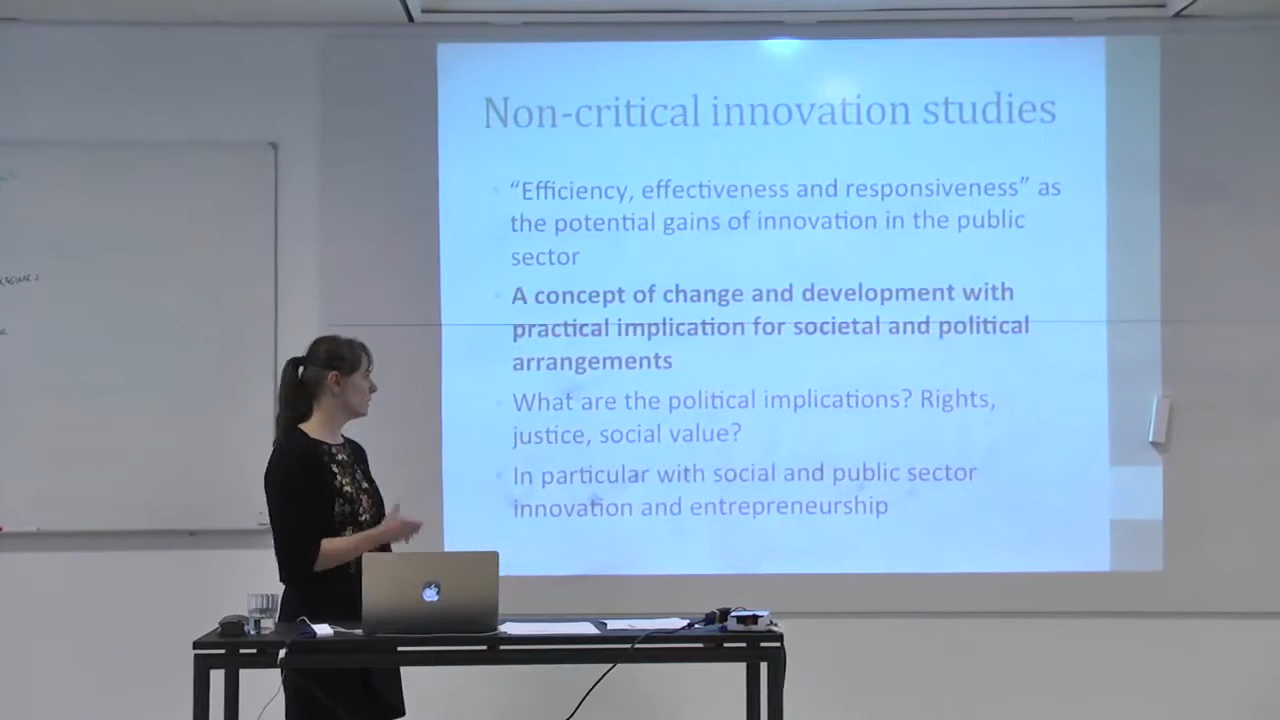 Non-critical innovation studies
“Efficiency, effectiveness and responsiveness” as
the potential gains of innovation in the public
sector
A concept of change and development with
practical implication for societal and political
arrangements
What are the political implications? Rights,
justice, social value?
In particular with social and public sector
innovation and entrepreneurship